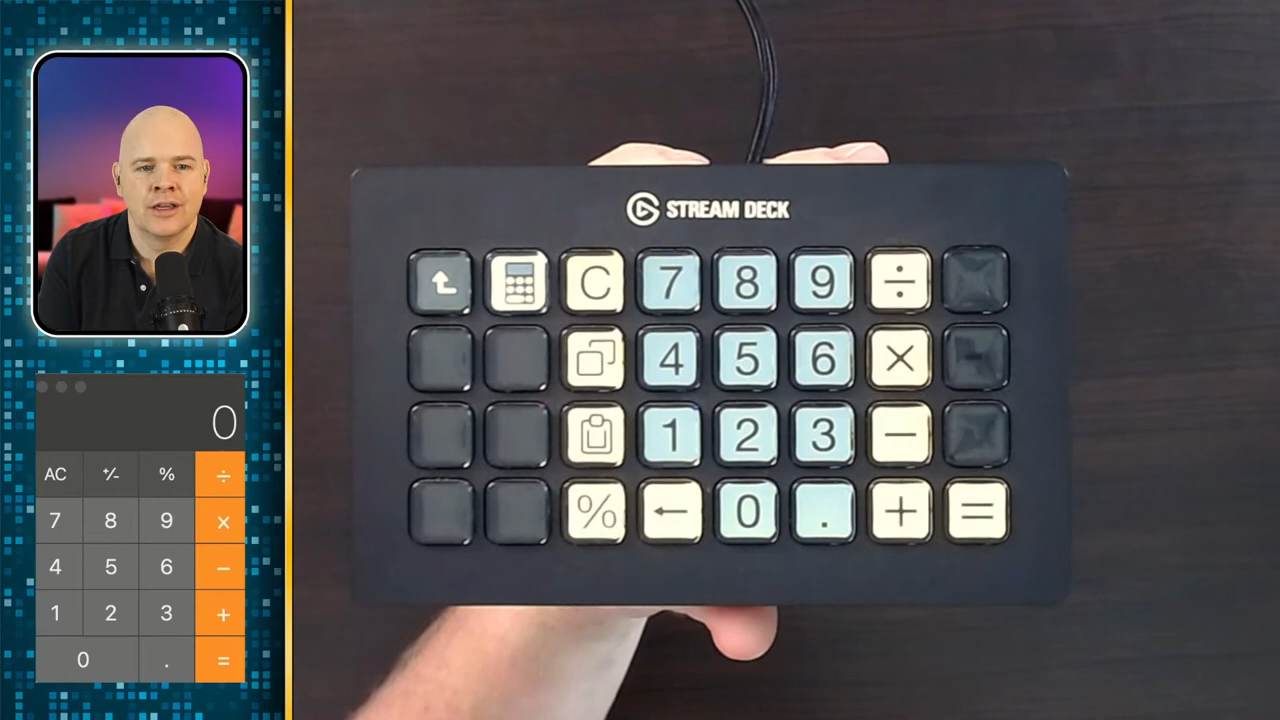 STREAM DECK
C 7 8 9 ÷
4 5 6 ×
1 2 3 −
% ← 0 . + =
0
AC +/- % ÷
7 8 9 ×
4 5 6 −
1 2 3 +
0 . =